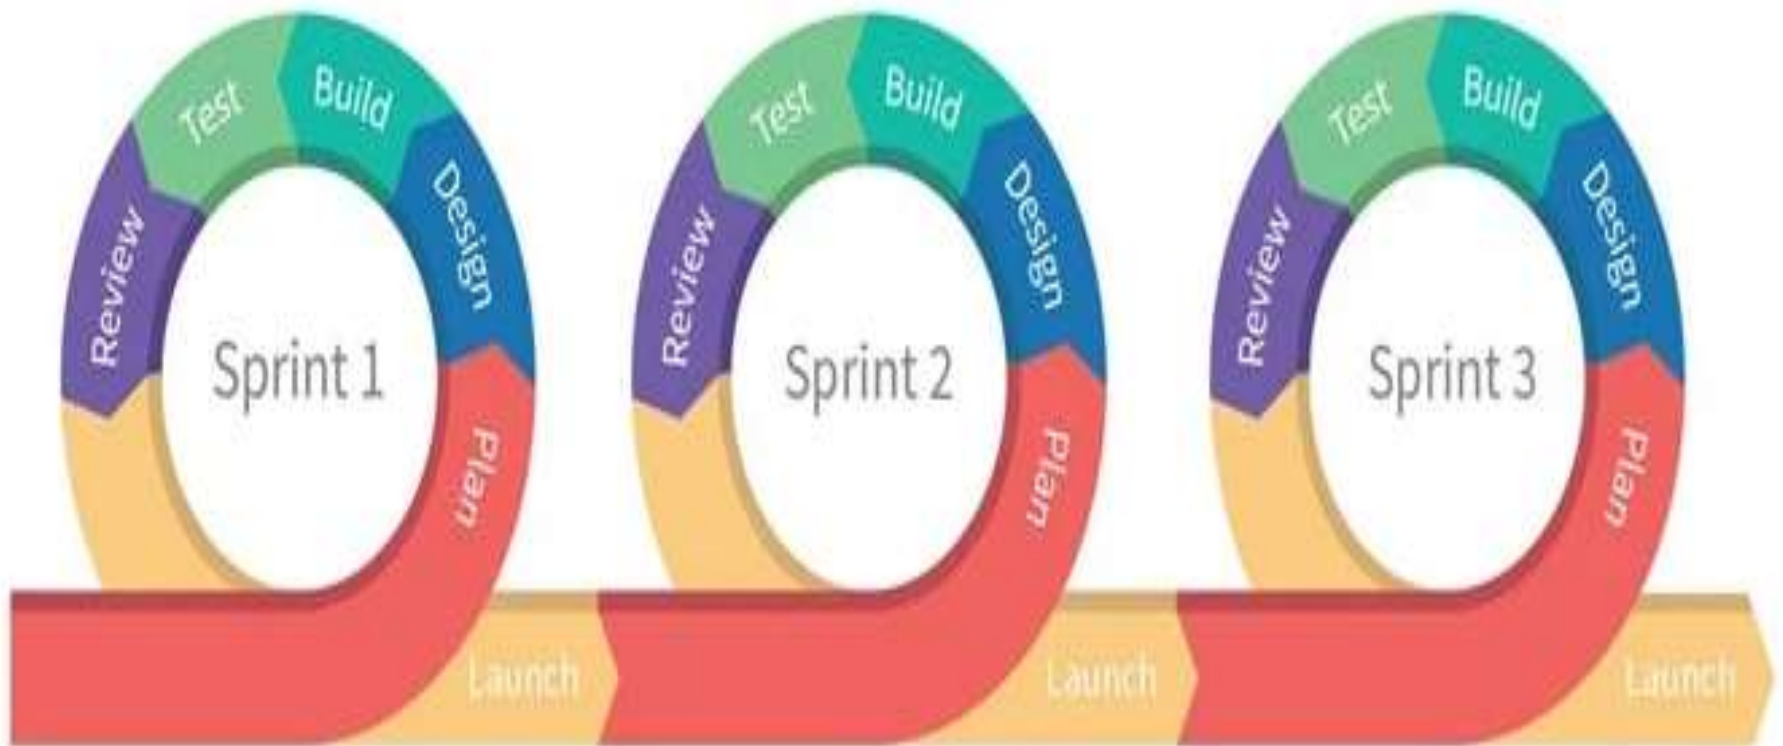 Test
Build
Design
Review
Sprint 1
Plan
Launch
Test
Build
Design
Review
Sprint 2
Plan
Launch
Test
Build
Design
Review
Sprint 3
Plan
Launch